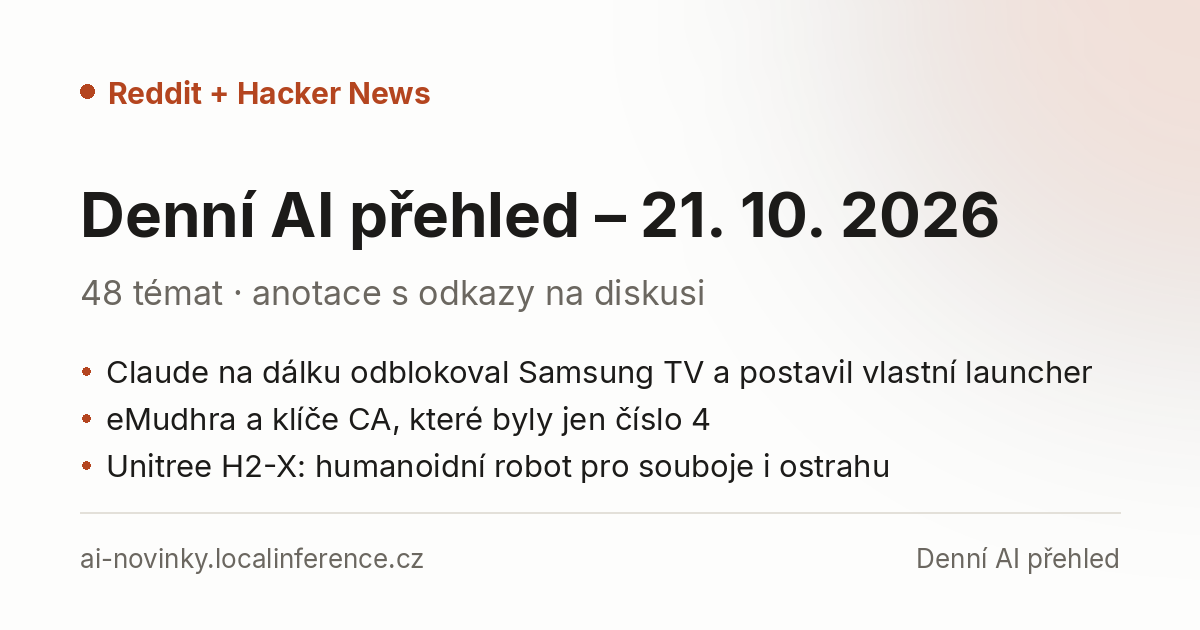 Reddit + Hacker News
Denní AI přehled – 21. 10. 2026
48 témat · anotace s odkazy na diskusi
• Claude na dálku odblokoval Samsung TV a postavil vlastní launcher
• eMudhra a klíče CA, které byly jen číslo 4
• Unitree H2-X: humanoidní robot pro souboje i ostrahu
ai-novinky.localinference.cz
Denní AI přehled